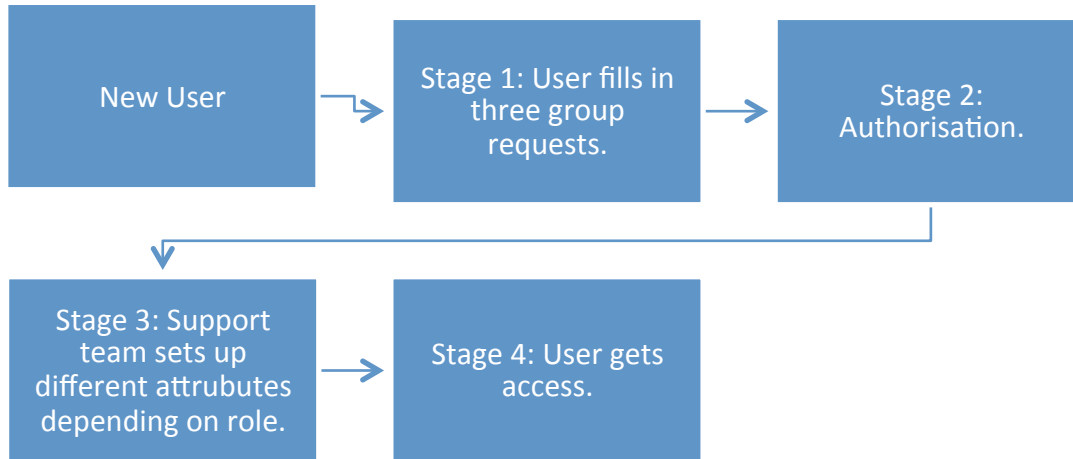 New User
Stage 1: User fills in
three group
requests.
Stage 2:
Authorisation.
Stage 3: Support
team sets up
different attrubutes
depending on role.
Stage 4: User gets
access.